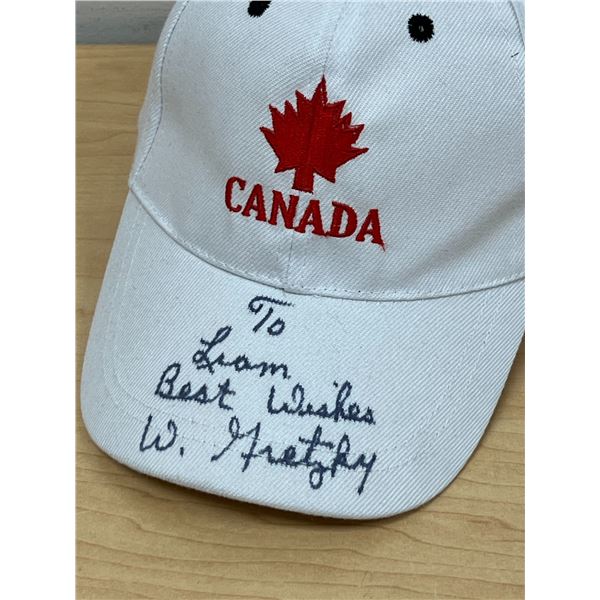 CANADA
To
Liam
Best Wishes
W. Gretzky